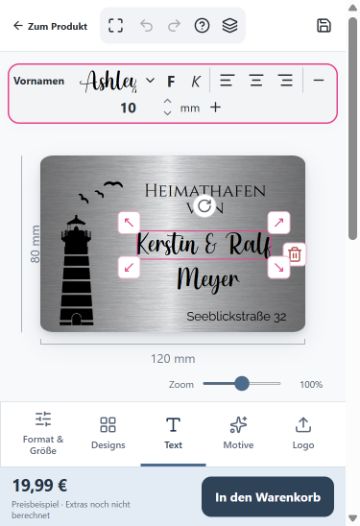 Zum Produkt
Vornamen Ashley F K
10 mm
HEIMATHAFEN
VON
Kerstin & Ralf
Meyer
Seeblickstraße 32
80 mm
120 mm
Zoom 100%
Format & Größe Designs Text Motive Logo
19,99 €
Preisbeispiel · Extras noch nicht
berechnet
In den Warenkorb